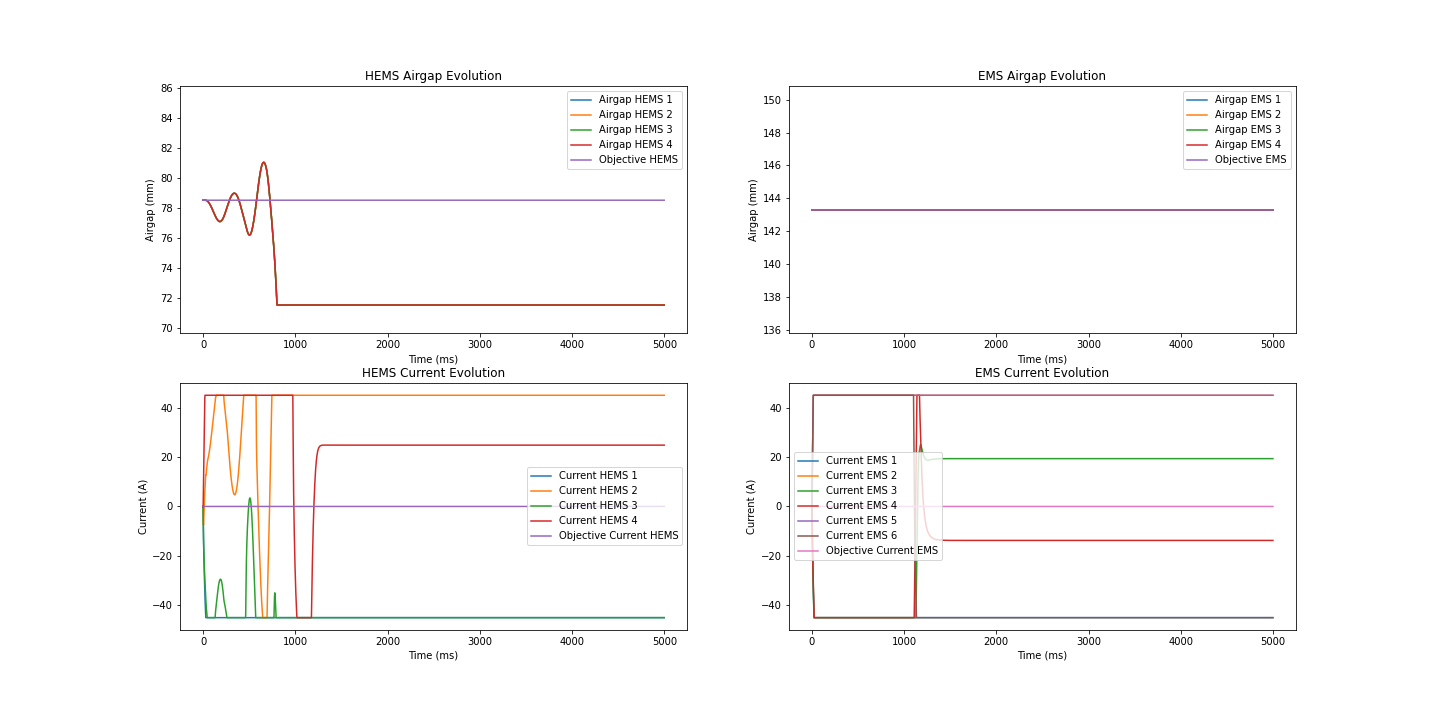 HEMS Airgap Evolution
86
84
82
80
78
76
74
72
70
Airgap (mm)
0 1000 2000 3000 4000 5000
Time (ms)
Airgap HEMS 1
Airgap HEMS 2
Airgap HEMS 3
Airgap HEMS 4
Objective HEMS
EMS Airgap Evolution
150
148
146
144
142
140
138
136
Airgap (mm)
0 1000 2000 3000 4000 5000
Time (ms)
Airgap EMS 1
Airgap EMS 2
Airgap EMS 3
Airgap EMS 4
Objective EMS
HEMS Current Evolution
40
20
0
−20
−40
Current (A)
0 1000 2000 3000 4000 5000
Time (ms)
Current HEMS 1
Current HEMS 2
Current HEMS 3
Current HEMS 4
Objective Current HEMS
EMS Current Evolution
40
20
0
−20
−40
Current (A)
0 1000 2000 3000 4000 5000
Time (ms)
Current EMS 1
Current EMS 2
Current EMS 3
Current EMS 4
Current EMS 5
Current EMS 6
Objective Current EMS